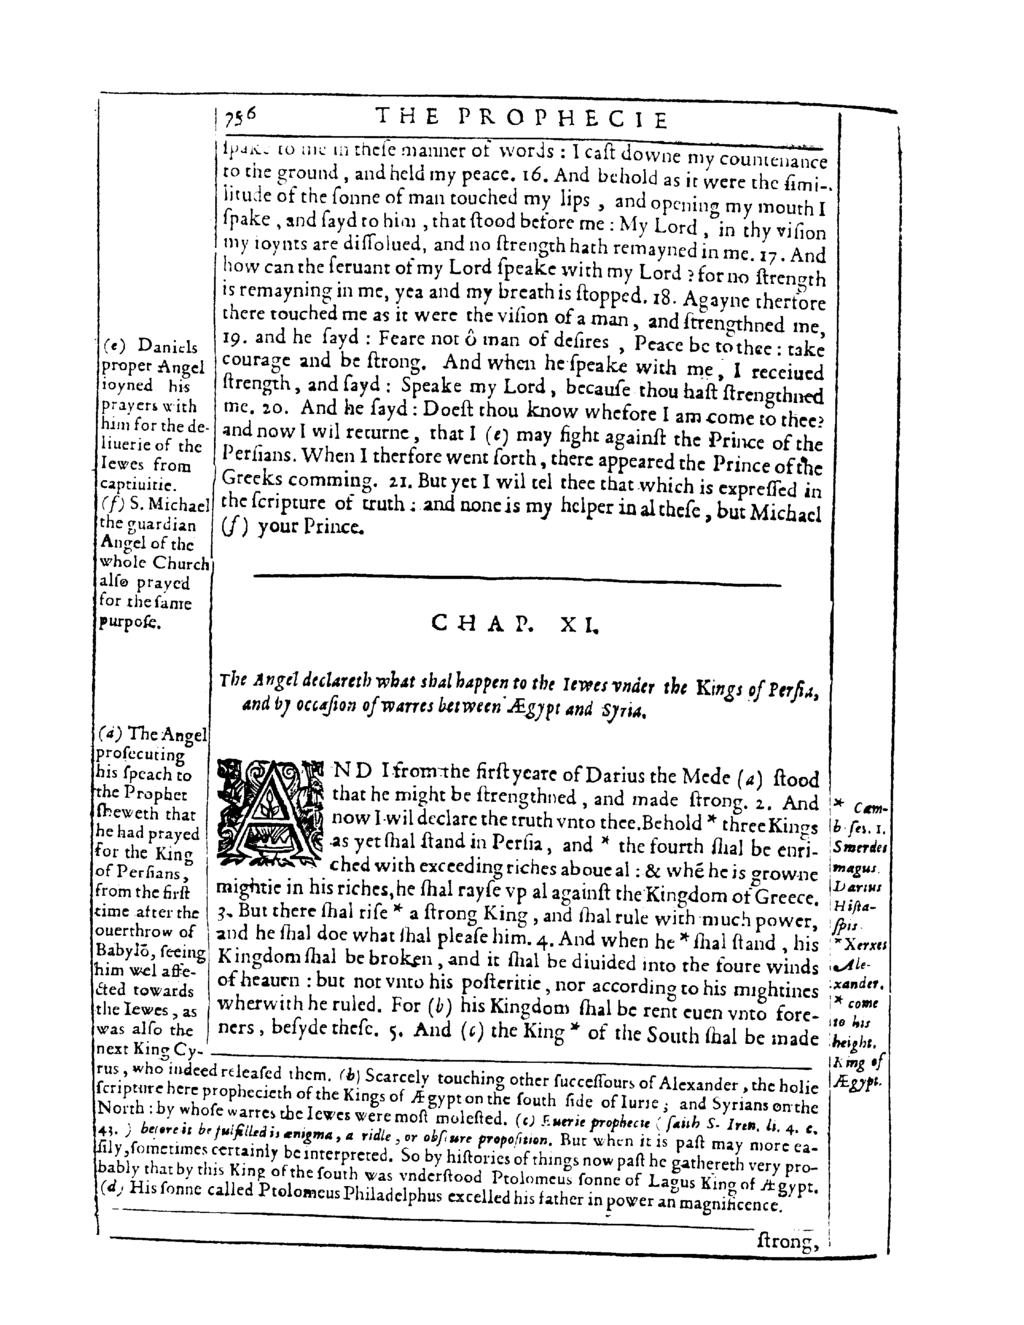 756 THE PROPHECIE
spake to me in these manner of words : I cast downe my countenance
to the ground , and held my peace. 16. And behold as it were the simi-
litude of the sonne of man touched my lips , and opening my mouth I
spake , and sayd to him , that stood before me : My Lord , in thy vision
my ioynts are dissolued, and no strength hath remayned in me. 17. And
how can the seruant of my Lord speake with my Lord ? for no strength
is remayning in me, yea and my breath is stopped. 18. Agayne therfore
there touched me as it were the vision of a man , and strengthned me,
19. and he sayd : Feare not ô man of desires , Peace be to thee : take
courage and be strong. And when he speake with me , I receiued
strength, and sayd : Speake my Lord , because thou hast strengthned
me. 20. And he sayd : Doest thou know whefore I am come to thee?
and now I wil returne , that I (e) may fight against the Prince of the
Persians. When I therfore went forth, there appeared the Prince of the
Greeks comming. 21. But yet I wil tel thee that which is expressed in
the scripture of truth : and none is my helper in al these , but Michael
(f) your Prince.
(e) Daniels
proper Angel
ioyned his
prayers with
him for the de-
liuerie of the
Iewes from
captiuitie.
(f) S. Michael
the guardian
Angel of the
whole Church
also prayed
for the same
purpose.
CHAP. XI.
The Angel declareth what shal happen to the Iewes vnder the Kings of Persia,
and by occasion of warres between Ægypt and Syria.
AND I from the first yeare of Darius the Mede (a) stood
that he might be strengthned , and made strong. 2. And
now I wil declare the truth vnto thee. Behold * three Kings
as yet shal stand in Persia, and * the fourth shal be enri-
ched with exceeding riches aboue al : & whē he is growne
mightie in his riches, he shal rayse vp al against the Kingdom of Greece.
3. But there shal rise * a strong King , and shal rule with much power,
and he shal doe what shal please him. 4. And when he * shal stand , his
Kingdom shal be broken , and it shal be diuided into the foure winds
of heauen : but not vnto his posteritie , nor according to his mightines
wherwith he ruled. For (b) his Kingdom shal be rent euen vnto fore-
ners , besyde these. 5. And (c) the King * of the South shal be made
(a) The Angel
prosecuting
his speach to
the Prophet
sheweth that
he had prayed
for the King
of Persians,
from the first
time after the
ouerthrow of
Babylō, seeing
him wel affe-
cted towards
the Iewes , as
was also the
next King Cy-
* Cam-
b ses. 1.
Smerdes
magus.
Darius
Hista-
spis.
* Xerxes
Ale-
xander.
* come
to his
height.
King of
Ægypt.
rus , who indeed released them. (b) Scarcely touching other successours of Alexander , the holie
scripture here prophecieth of the Kings of Ægypt on the south side of Iurie ; and Syrians on the
North : by whose warres the Iewes were most molested. (c) Euerie prophecie ( saith S. Iren. li. 4. c.
43. ) before it be fulfilled is ænigma, a ridle , or obscure proposition. But when it is past may more ea-
sily, sometimes certainly be interpreted. So by histories of things now past he gathereth very pro-
bably that by this King of the south was vnderstood Ptolomeus sonne of Lagus King of Ægypt.
(d) His sonne called Ptolomeus Philadelphus excelled his father in power an magnificence.
strong,